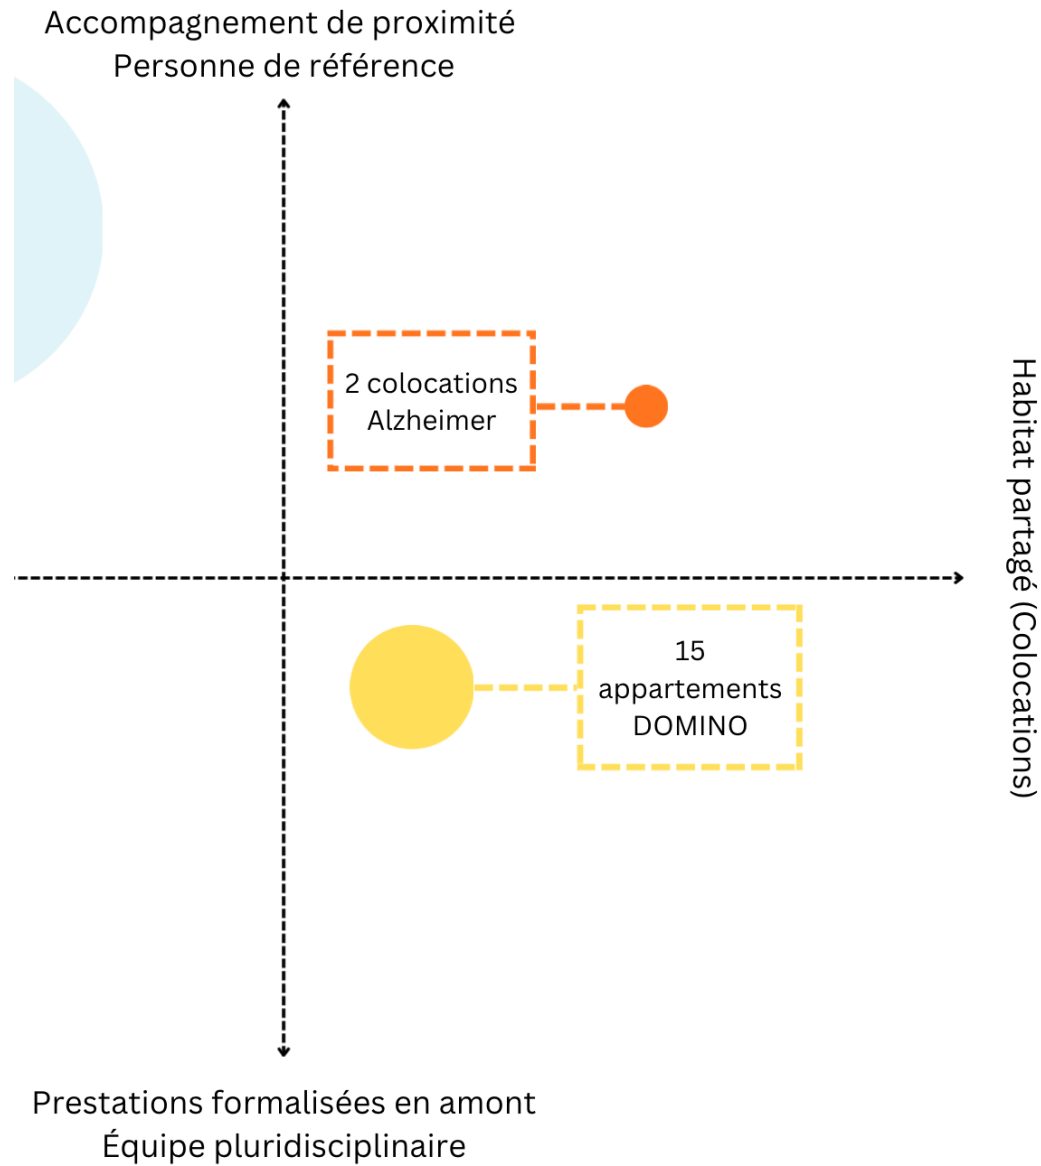 Accompagnement de proximité
Personne de référence
2 colocations
Alzheimer
Habitat partagé (Colocations)
15
appartements
DOMINO
Prestations formalisées en amont
Équipe pluridisciplinaire